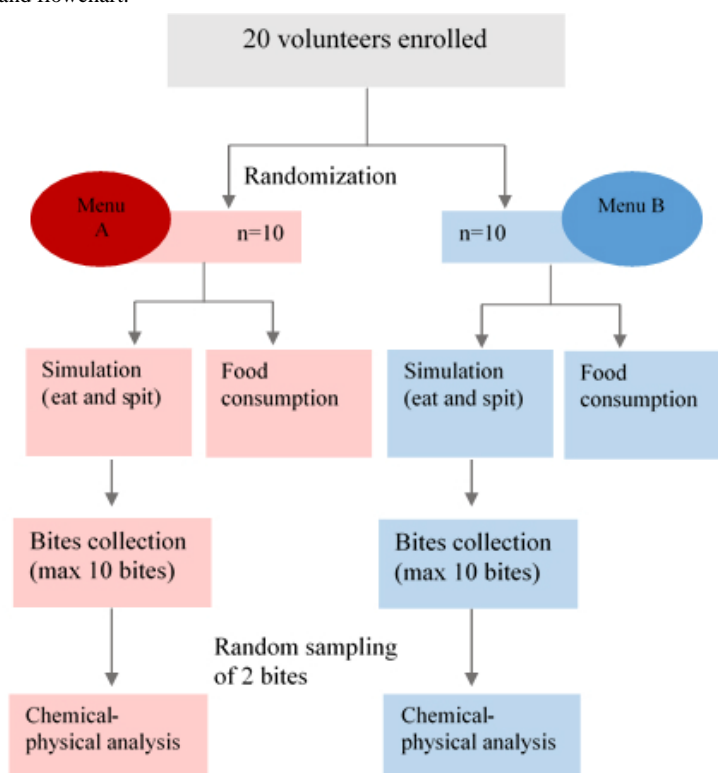 and flowchart.
20 volunteers enrolled
Randomization
Menu
A
n=10
n=10
Menu B
Simulation
(eat and spit)
Food
consumption
Simulation
(eat and spit)
Food
consumption
Bites collection
(max 10 bites)
Bites collection
(max 10 bites)
Random sampling
of 2 bites
Chemical-
physical analysis
Chemical-
physical analysis